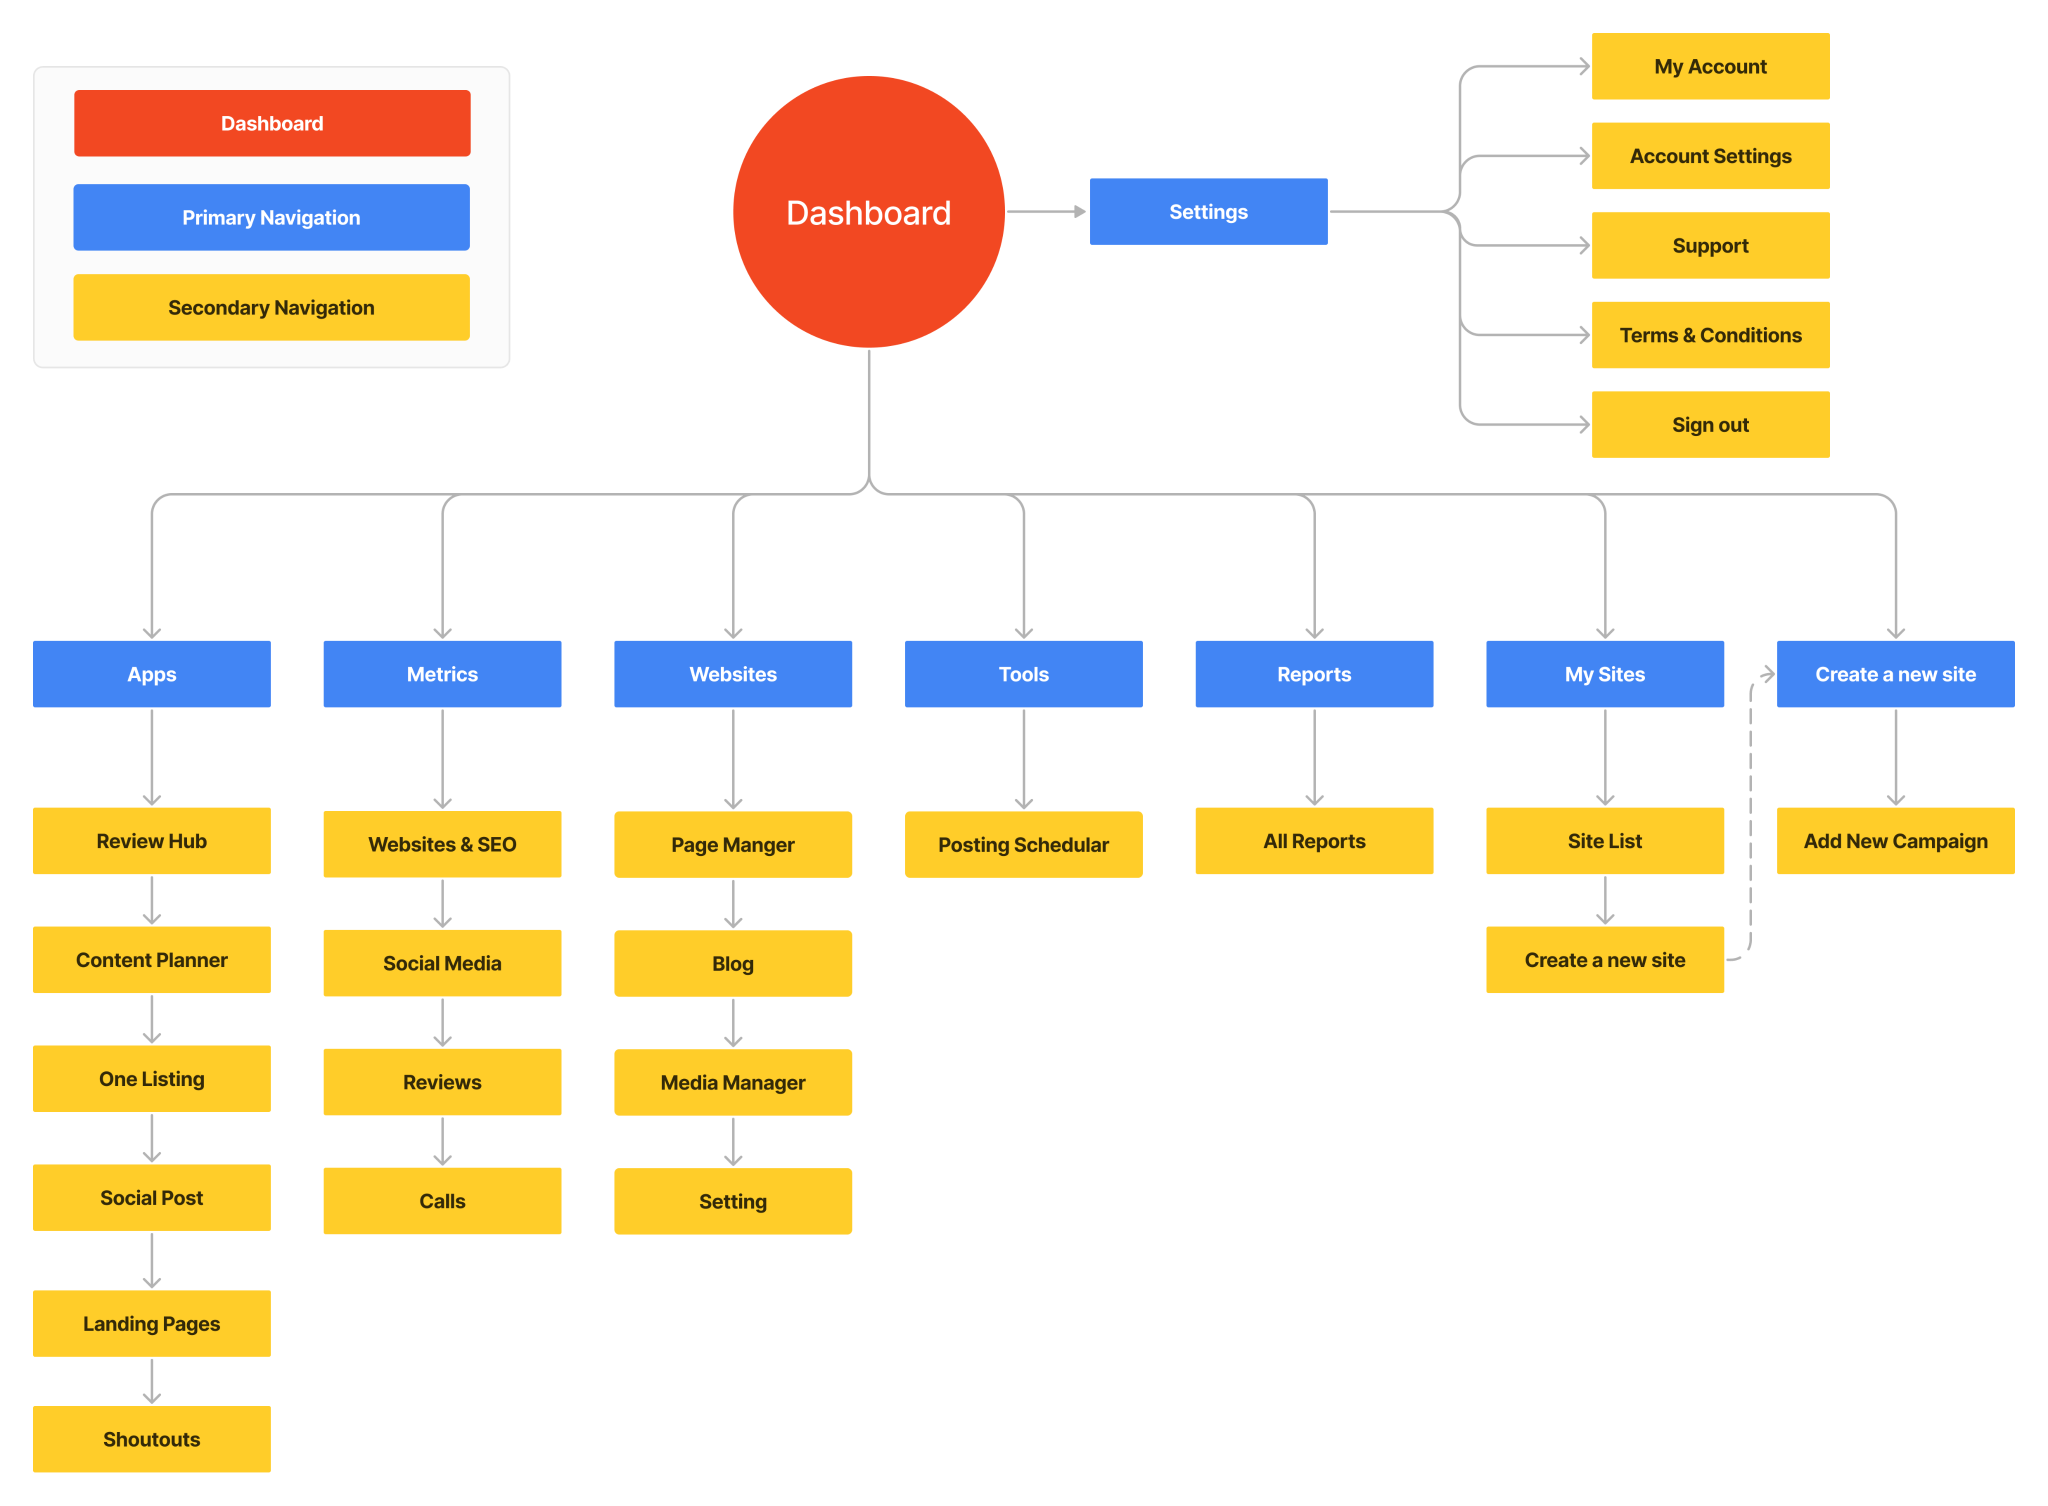 Dashboard
Primary Navigation
Secondary Navigation
Dashboard
Settings
My Account
Account Settings
Support
Terms & Conditions
Sign out
Apps
Metrics
Websites
Tools
Reports
My Sites
Create a new site
Review Hub
Content Planner
One Listing
Social Post
Landing Pages
Shoutouts
Websites & SEO
Social Media
Reviews
Calls
Page Manger
Blog
Media Manager
Setting
Posting Schedular
All Reports
Site List
Create a new site
Add New Campaign